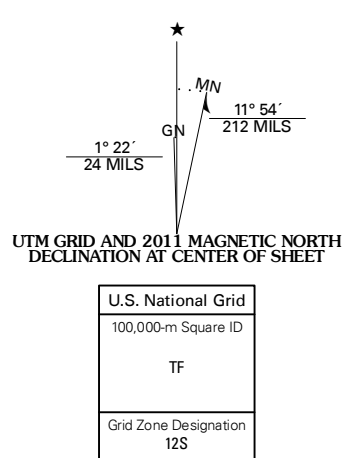 ★
MN
GN
11° 54´
212 MILS
1° 22´
24 MILS
UTM GRID AND 2011 MAGNETIC NORTH
DECLINATION AT CENTER OF SHEET
U.S. National Grid
100,000-m Square ID
TF
Grid Zone Designation
12S